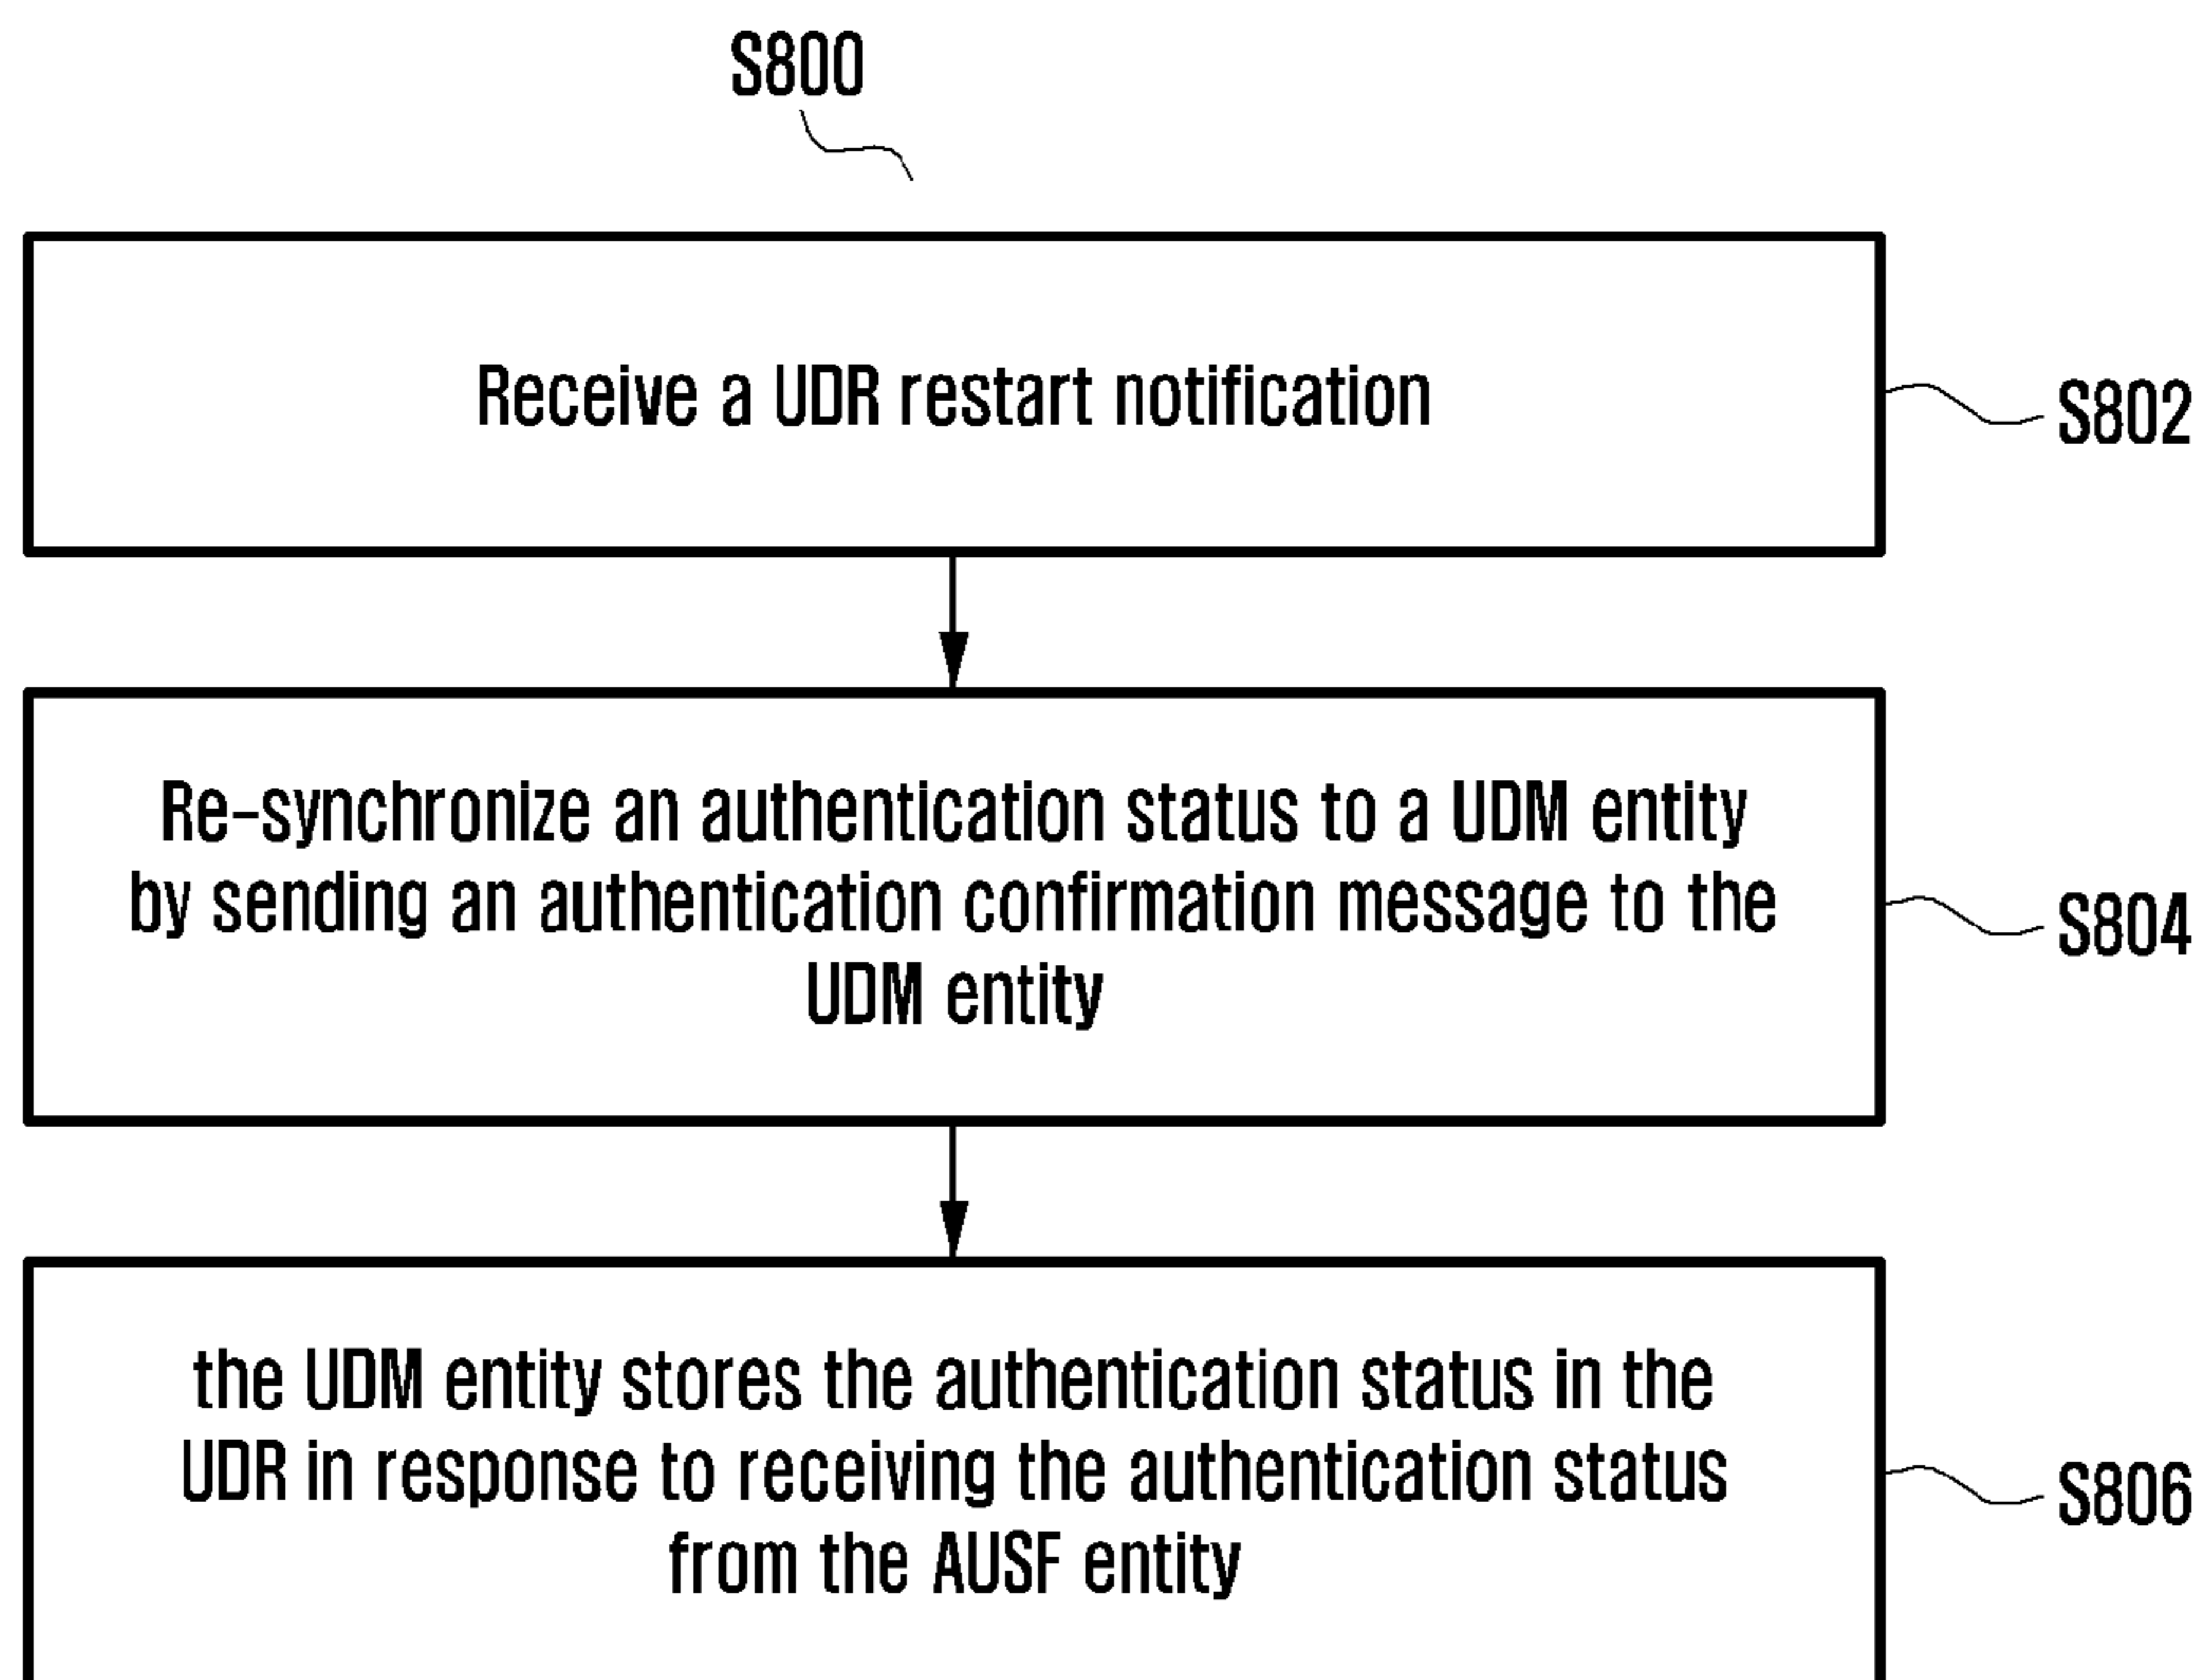 S800
Receive a UDR restart notification
S802
Re-synchronize an authentication status to a UDM entity
by sending an authentication confirmation message to the
UDM entity
S804
the UDM entity stores the authentication status in the
UDR in response to receiving the authentication status
from the AUSF entity
S806